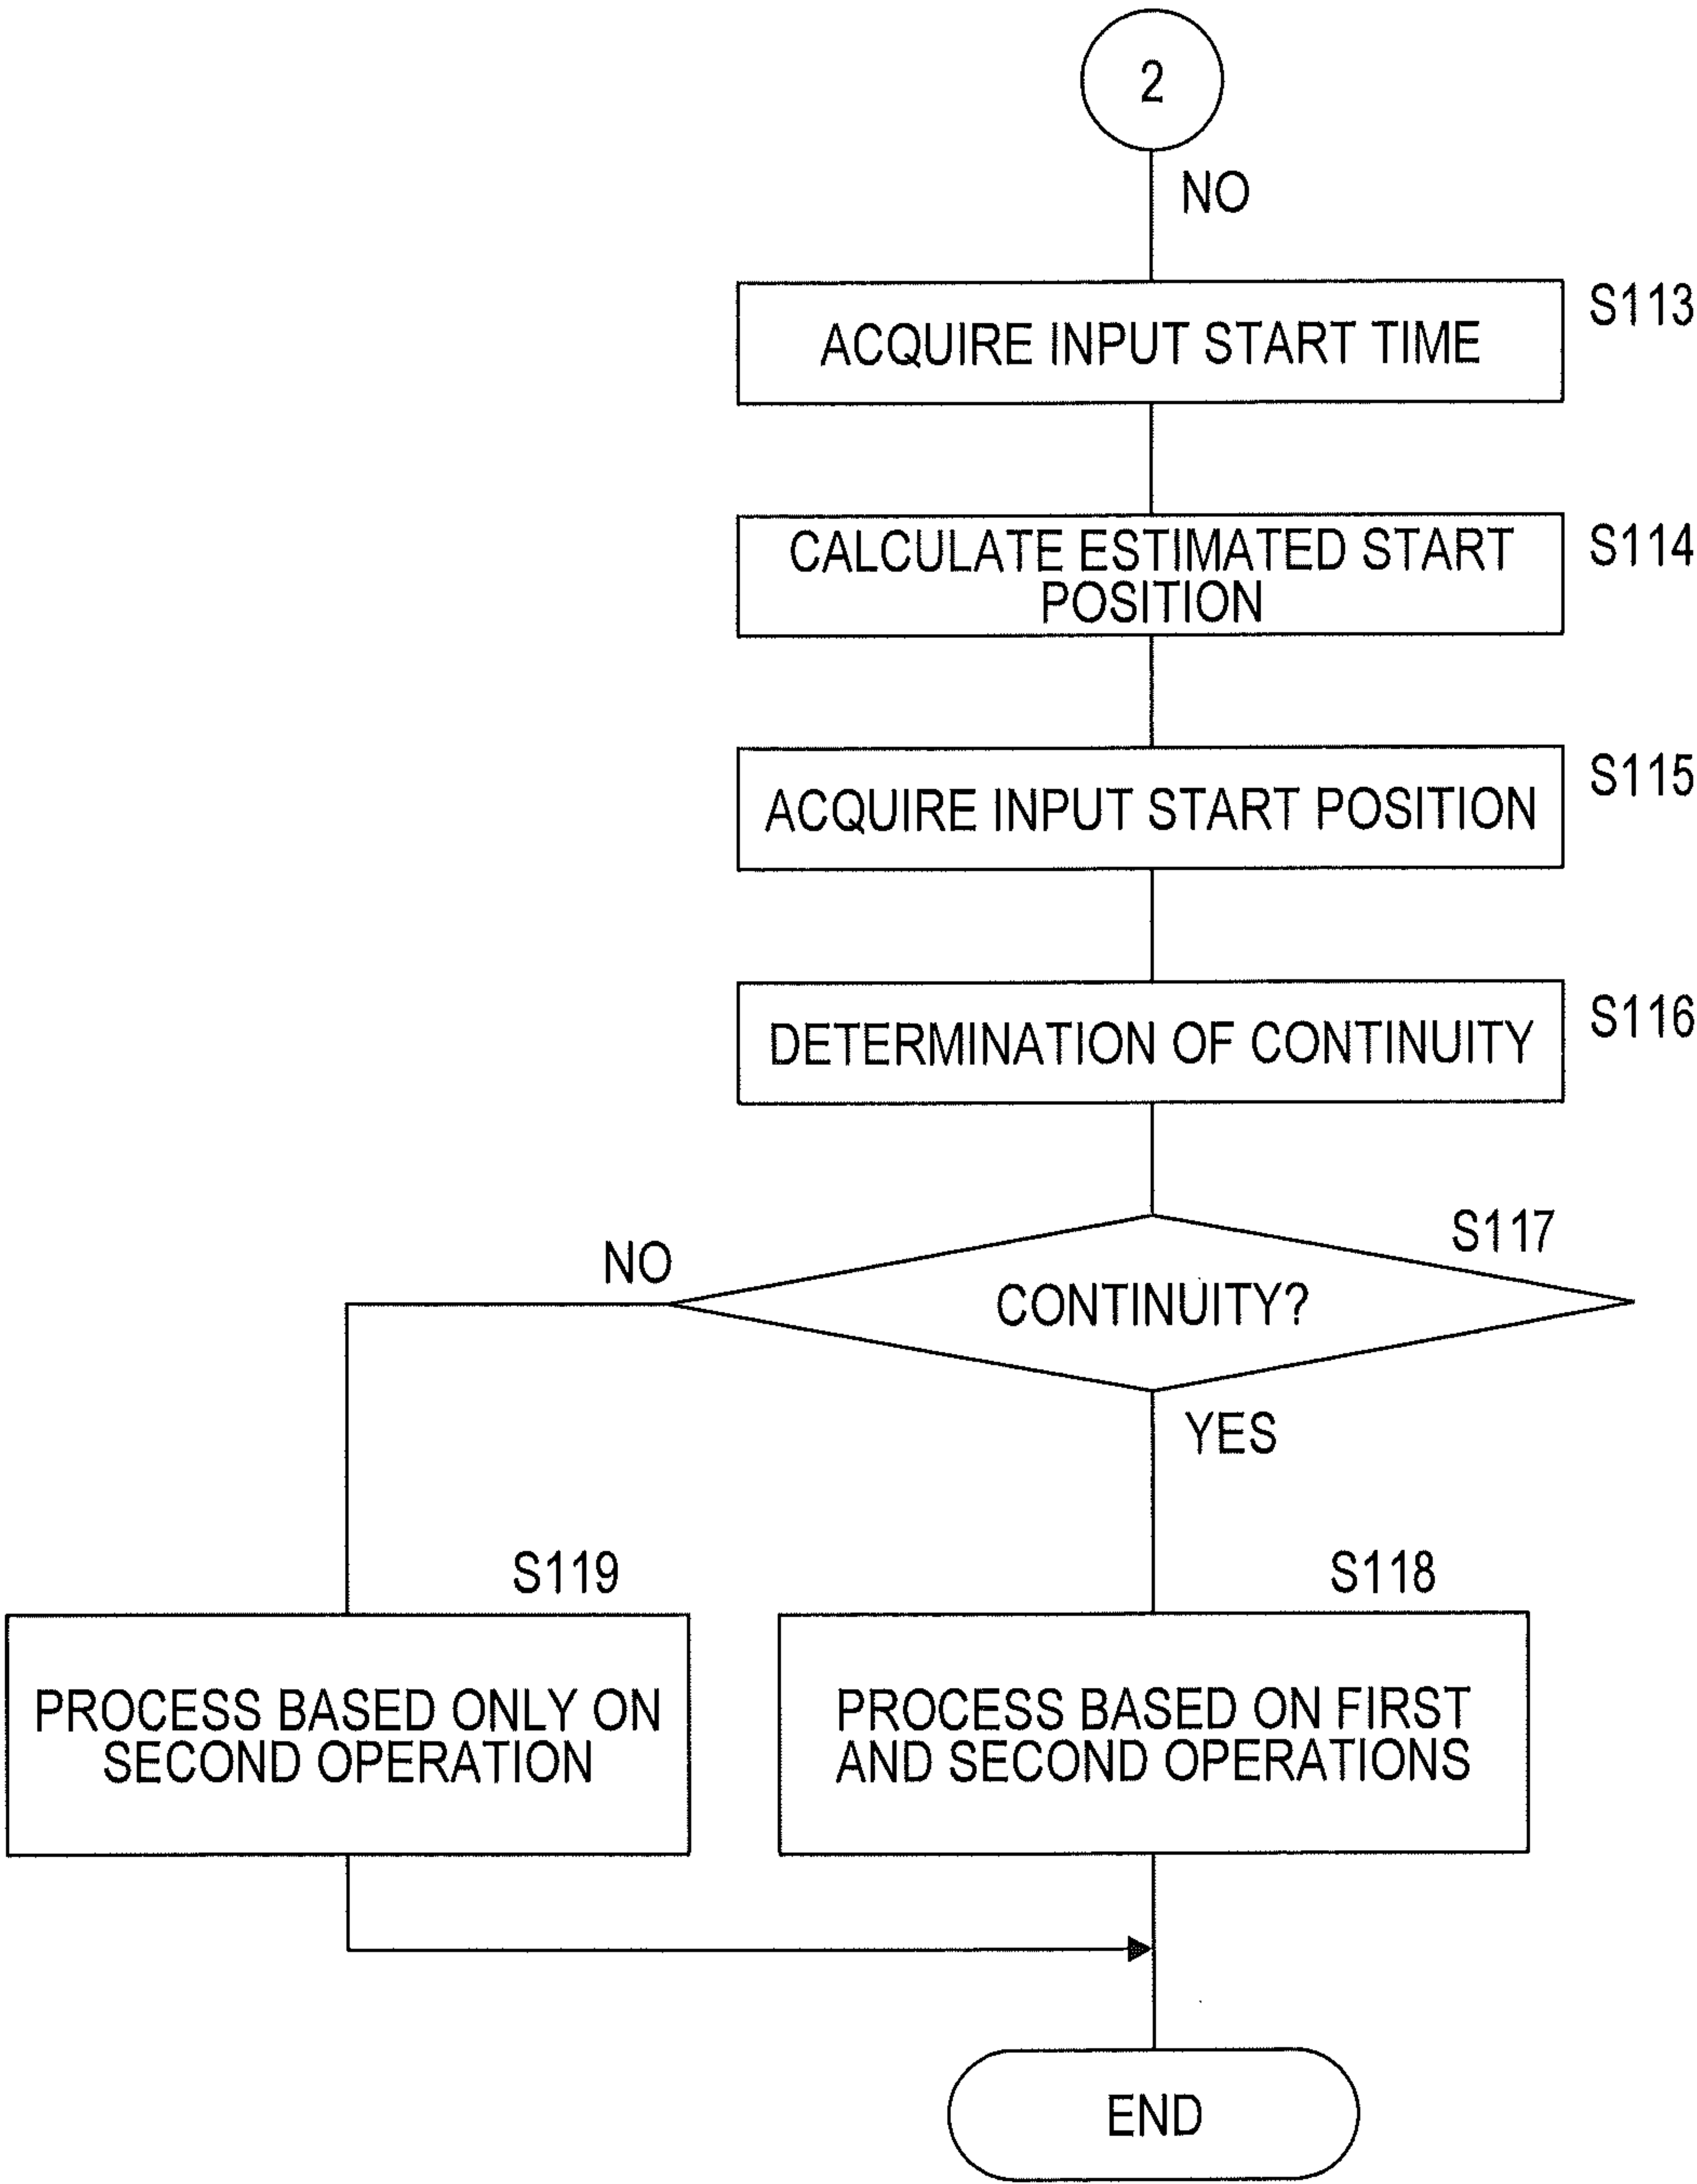 2
NO
S113
ACQUIRE INPUT START TIME
S114
CALCULATE ESTIMATED START
POSITION
S115
ACQUIRE INPUT START POSITION
S116
DETERMINATION OF CONTINUITY
S117
NO
CONTINUITY?
YES
S119
S118
PROCESS BASED ONLY ON
SECOND OPERATION
PROCESS BASED ON FIRST
AND SECOND OPERATIONS
END